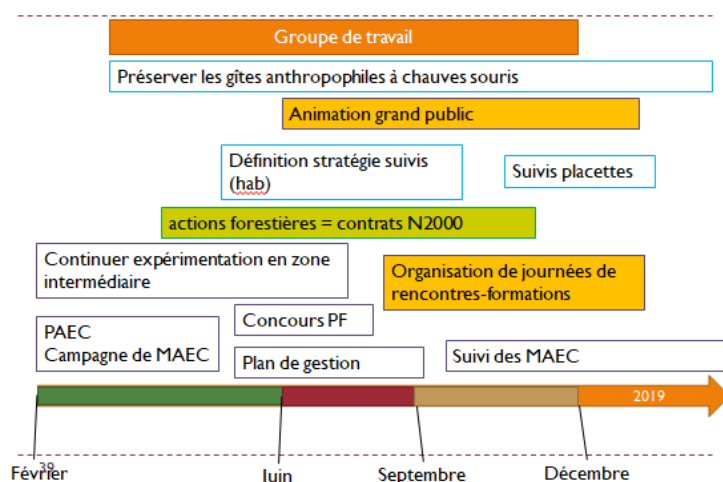 Groupe de travail
Préserver les gîtes anthropophiles à chauves souris
Animation grand public
Définition stratégie suivis
(hab)
Suivis placettes
actions forestières = contrats N2000
Continuer expérimentation en zone
intermédiaire
Organisation de journées de
rencontres-formations
Concours PF
PAEC
Campagne de MAEC
Plan de gestion
Suivi des MAEC
2019
39
Février
Juin
Septembre
Décembre